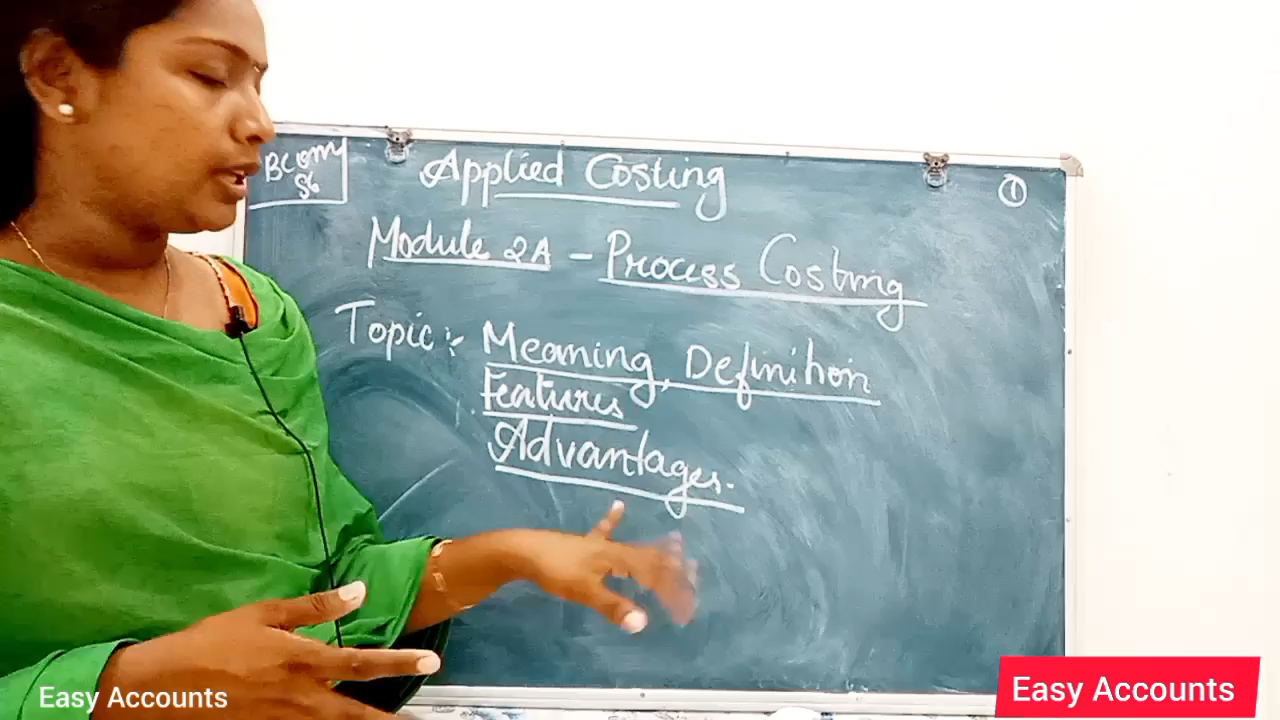 BCom
S6
Applied Costing
①
Module 2A - Process Costing
Topic:- Meaning, Definition
Features
Advantages.
Easy Accounts
Easy Accounts